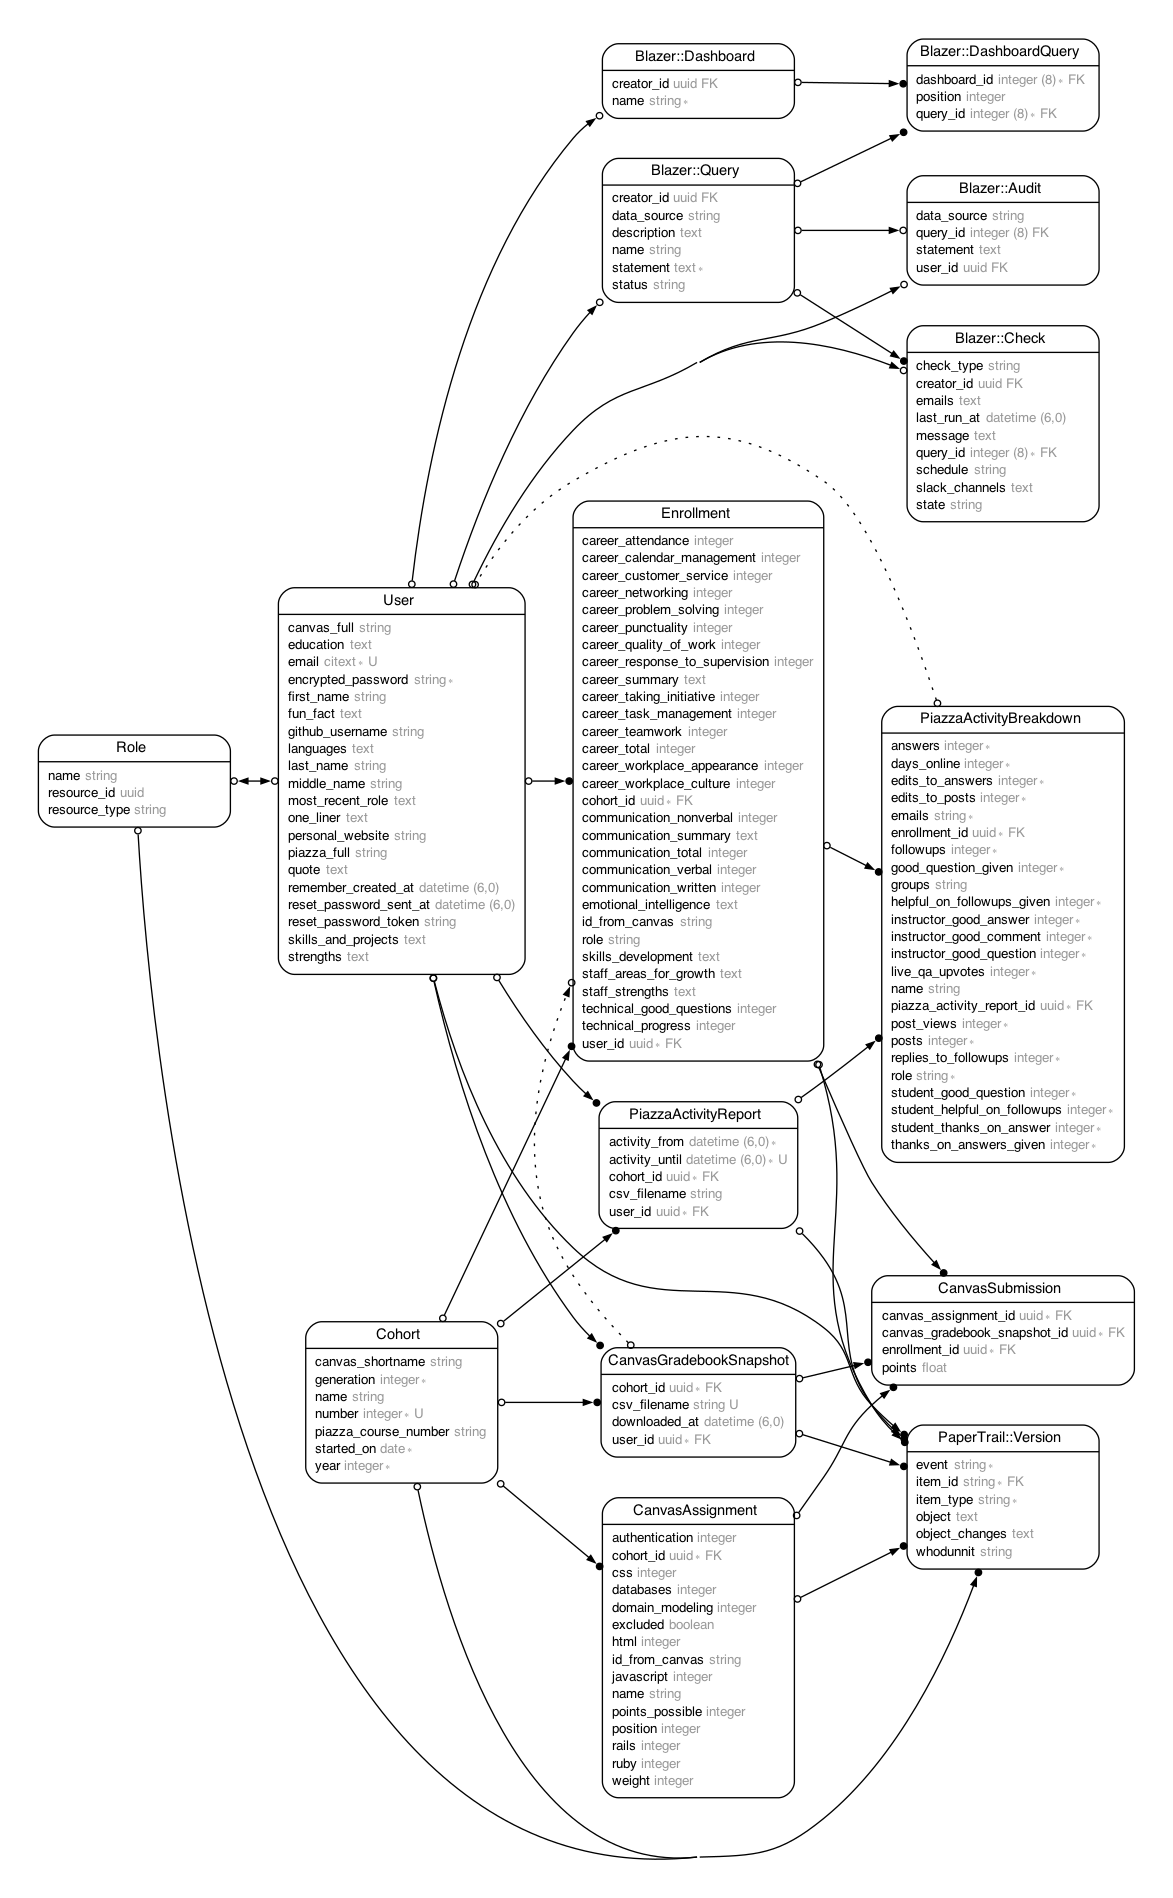 Blazer::Dashboard
creator_id uuid FK
name string∗
Blazer::DashboardQuery
dashboard_id integer (8)∗ FK
position integer
query_id integer (8)∗ FK
Blazer::Query
creator_id uuid FK
data_source string
description text
name string
statement text∗
status string
Blazer::Audit
data_source string
query_id integer (8) FK
statement text
user_id uuid FK
Blazer::Check
check_type string
creator_id uuid FK
emails text
last_run_at datetime (6,0)
message text
query_id integer (8)∗ FK
schedule string
slack_channels text
state string
Enrollment
career_attendance integer
career_calendar_management integer
career_customer_service integer
career_networking integer
career_problem_solving integer
career_punctuality integer
career_quality_of_work integer
career_response_to_supervision integer
career_summary text
career_taking_initiative integer
career_task_management integer
career_teamwork integer
career_total integer
career_workplace_appearance integer
career_workplace_culture integer
cohort_id uuid∗ FK
communication_nonverbal integer
communication_summary text
communication_total integer
communication_verbal integer
communication_written integer
emotional_intelligence text
id_from_canvas string
role string
skills_development text
staff_areas_for_growth text
staff_strengths text
technical_good_questions integer
technical_progress integer
user_id uuid∗ FK
User
canvas_full string
education text
email citext∗ U
encrypted_password string∗
first_name string
fun_fact text
github_username string
languages text
last_name string
middle_name string
most_recent_role text
one_liner text
personal_website string
piazza_full string
quote text
remember_created_at datetime (6,0)
reset_password_sent_at datetime (6,0)
reset_password_token string
skills_and_projects text
strengths text
Role
name string
resource_id uuid
resource_type string
PiazzaActivityBreakdown
answers integer∗
days_online integer∗
edits_to_answers integer∗
edits_to_posts integer∗
emails string∗
enrollment_id uuid∗ FK
followups integer∗
good_question_given integer∗
groups string
helpful_on_followups_given integer∗
instructor_good_answer integer∗
instructor_good_comment integer∗
instructor_good_question integer∗
live_qa_upvotes integer∗
name string
piazza_activity_report_id uuid∗ FK
post_views integer∗
posts integer∗
replies_to_followups integer∗
role string∗
student_good_question integer∗
student_helpful_on_followups integer∗
student_thanks_on_answer integer∗
thanks_on_answers_given integer∗
PiazzaActivityReport
activity_from datetime (6,0)∗
activity_until datetime (6,0)∗ U
cohort_id uuid∗ FK
csv_filename string
user_id uuid∗ FK
CanvasSubmission
canvas_assignment_id uuid∗ FK
canvas_gradebook_snapshot_id uuid∗ FK
enrollment_id uuid∗ FK
points float
Cohort
canvas_shortname string
generation integer∗
name string
number integer∗ U
piazza_course_number string
started_on date∗
year integer∗
CanvasGradebookSnapshot
cohort_id uuid∗ FK
csv_filename string U
downloaded_at datetime (6,0)
user_id uuid∗ FK
PaperTrail::Version
event string∗
item_id string∗ FK
item_type string∗
object text
object_changes text
whodunnit string
CanvasAssignment
authentication integer
cohort_id uuid∗ FK
css integer
databases integer
domain_modeling integer
excluded boolean
html integer
id_from_canvas string
javascript integer
name string
points_possible integer
position integer
rails integer
ruby integer
weight integer